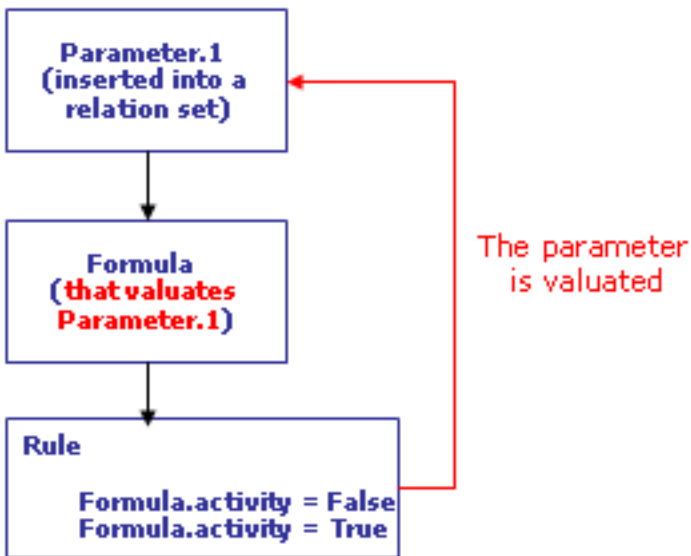 Parameter.1
(inserted into a
relation set)
Formula
(that valuates
Parameter.1)
The parameter
is valuated
Rule
Formula.activity = False
Formula.activity = True